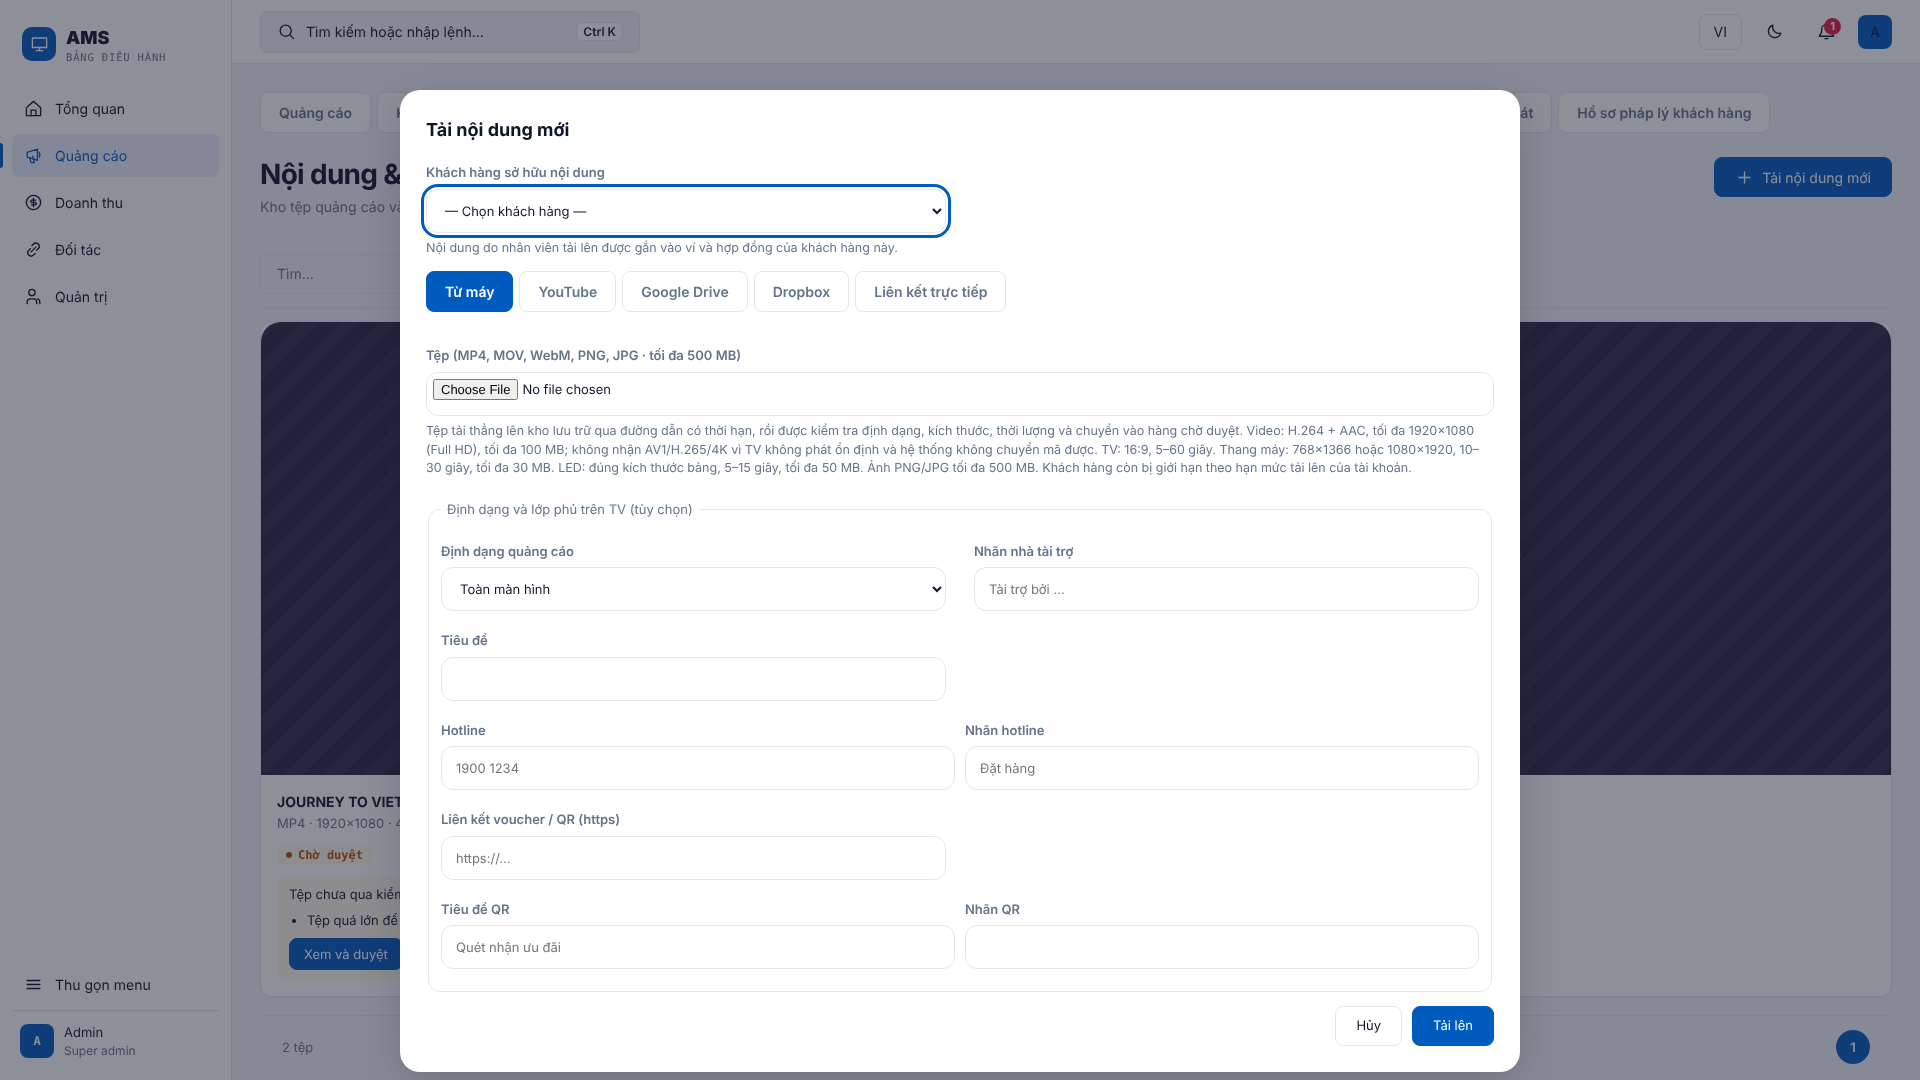 AMS
BẢNG ĐIỀU HÀNH
Tìm kiếm hoặc nhập lệnh...
Ctrl K
VI
1
A
Tổng quan
Quảng cáo
Doanh thu
Đối tác
Quản trị
Thu gọn menu
A
Admin
Super admin
Quảng cáo
Hồ sơ pháp lý khách hàng
Nội dung &
Kho tệp quảng cáo và
Tải nội dung mới
Tìm...
JOURNEY TO VIET
MP4 · 1920×1080 · 4
Chờ duyệt
Tệp chưa qua kiểm
Tệp quá lớn để
Xem và duyệt
2 tệp
1
Tải nội dung mới
Khách hàng sở hữu nội dung
— Chọn khách hàng —
Nội dung do nhân viên tải lên được gắn vào ví và hợp đồng của khách hàng này.
Từ máy
YouTube
Google Drive
Dropbox
Liên kết trực tiếp
Tệp (MP4, MOV, WebM, PNG, JPG · tối đa 500 MB)
Choose File No file chosen
Tệp tải thẳng lên kho lưu trữ qua đường dẫn có thời hạn, rồi được kiểm tra định dạng, kích thước, thời lượng và chuyển vào hàng chờ duyệt. Video: H.264 + AAC, tối đa 1920×1080
(Full HD), tối đa 100 MB; không nhận AV1/H.265/4K vì TV không phát ổn định và hệ thống không chuyển mã được. TV: 16:9, 5–60 giây. Thang máy: 768×1366 hoặc 1080×1920, 10–
30 giây, tối đa 30 MB. LED: đúng kích thước bảng, 5–15 giây, tối đa 50 MB. Ảnh PNG/JPG tối đa 500 MB. Khách hàng còn bị giới hạn theo hạn mức tải lên của tài khoản.
Định dạng và lớp phủ trên TV (tùy chọn)
Định dạng quảng cáo
Nhãn nhà tài trợ
Toàn màn hình
Tài trợ bởi ...
Tiêu đề
Hotline
Nhãn hotline
1900 1234
Đặt hàng
Liên kết voucher / QR (https)
https://...
Tiêu đề QR
Nhãn QR
Quét nhận ưu đãi
Hủy
Tải lên